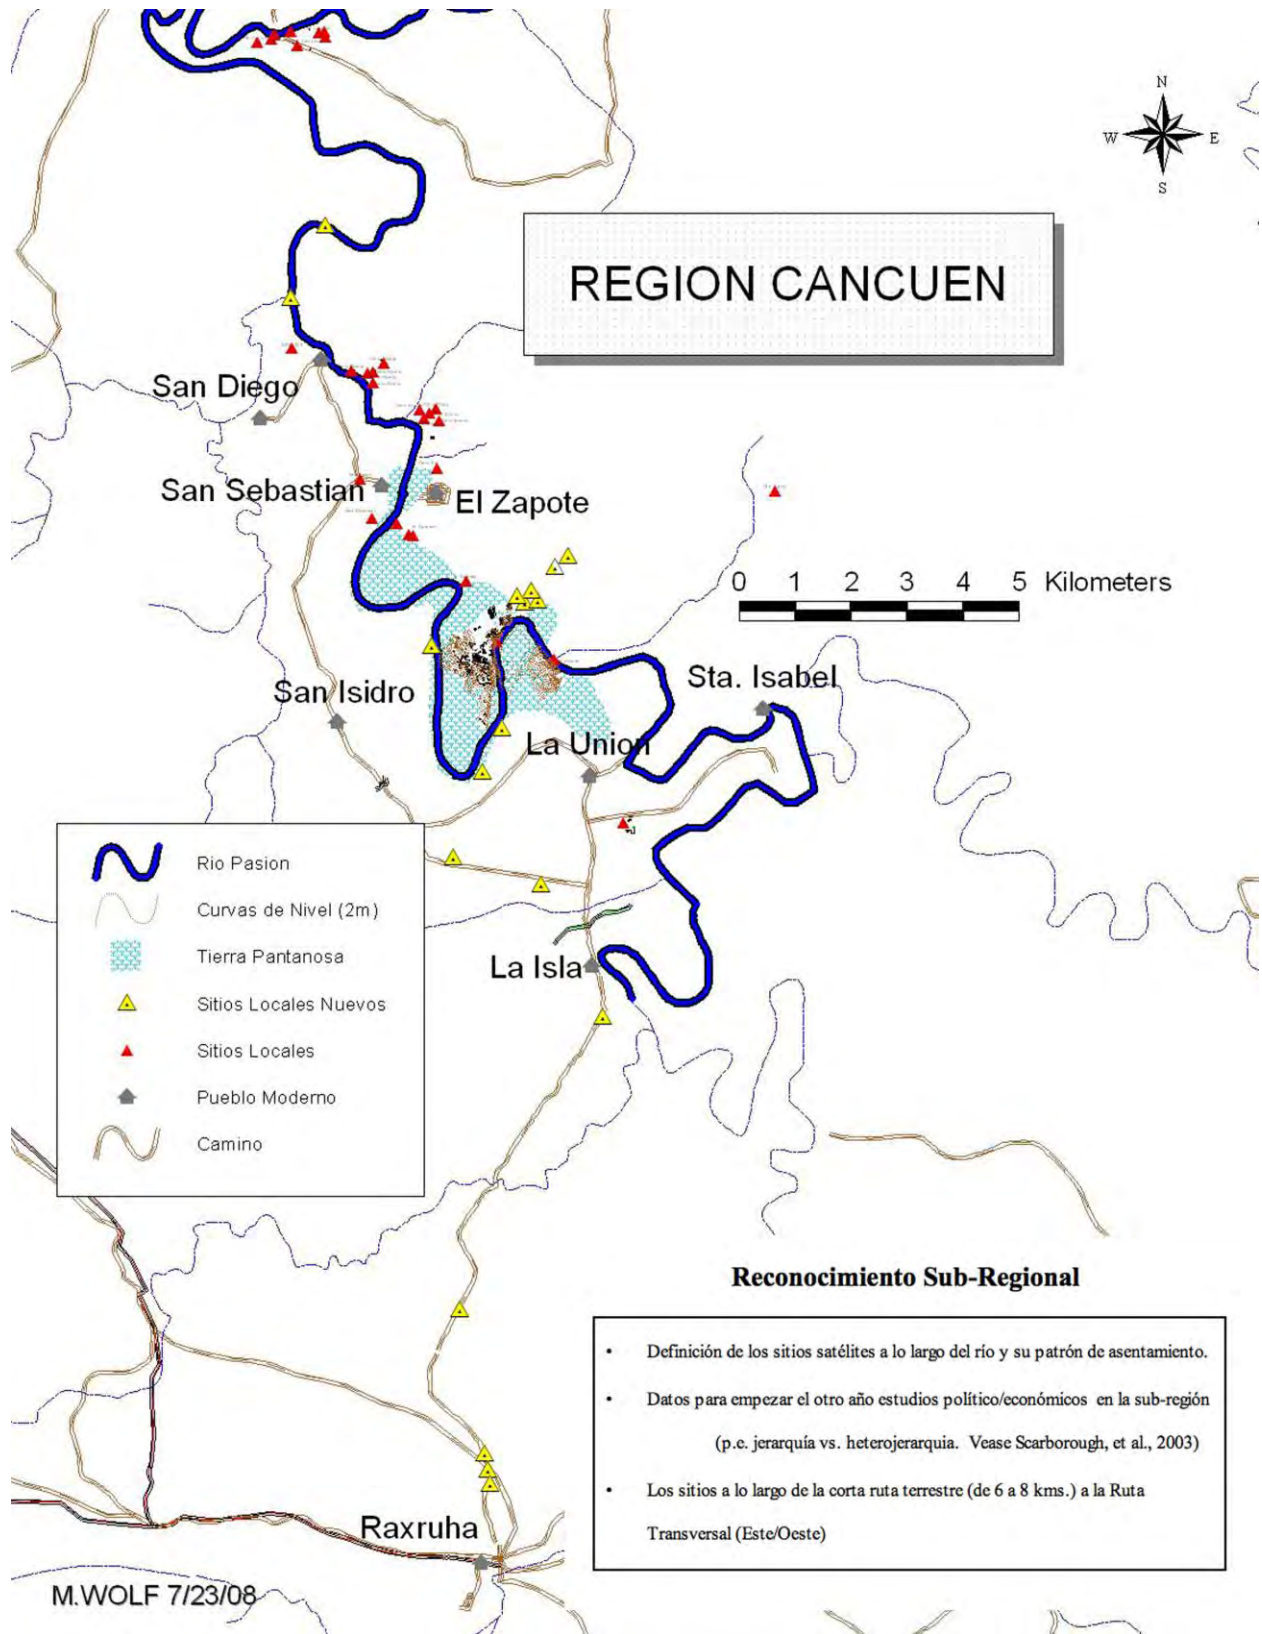 N
W E
S
REGION CANCUEN
San Diego
San Sebastian
El Zapote
0 1 2 3 4 5 Kilometers
Sta. Isabel
San Isidro
La Union
Rio Pasion
Curvas de Nivel (2m)
Tierra Pantanosa
La Isla
Sitios Locales Nuevos
Sitios Locales
Pueblo Moderno
Camino
Reconocimiento Sub-Regional
• Definición de los sitios satélites a lo largo del río y su patrón de asentamiento.
• Datos para empezar el otro año estudios político/económicos en la sub-región
(p.e. jerarquía vs. heterojerarquia. Vease Scarborough, et al., 2003)
• Los sitios a lo largo de la corta ruta terrestre (de 6 a 8 kms.) a la Ruta
Transversal (Este/Oeste)
Raxruha
M.WOLF 7/23/08